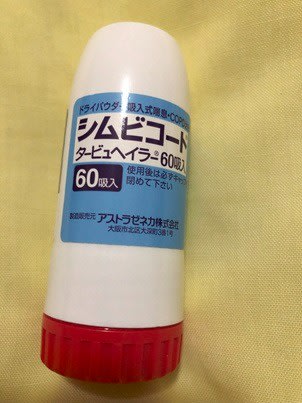 ドライパウダー吸入式喘息・COPD
シムビコート
タービュヘイラー®60吸入
60吸入
使用後は必ずキャップ
閉めて下さい
製造販売元 アストラゼネカ株式会社
大阪市北区大深町3番1号